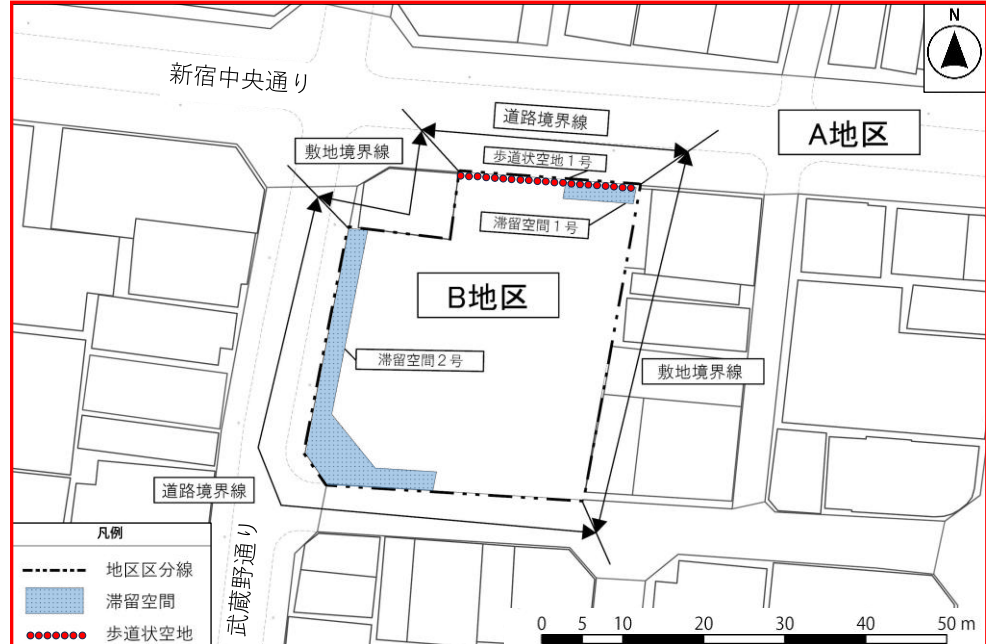 N
新宿中央通り
道路境界線
A地区
敷地境界線
歩道状空地1号
滞留空間1号
B地区
滞留空間2号
敷地境界線
道路境界線
武蔵野通り
凡例
地区区分線
滞留空間
歩道状空地
0 5 10 20 30 40 50 m